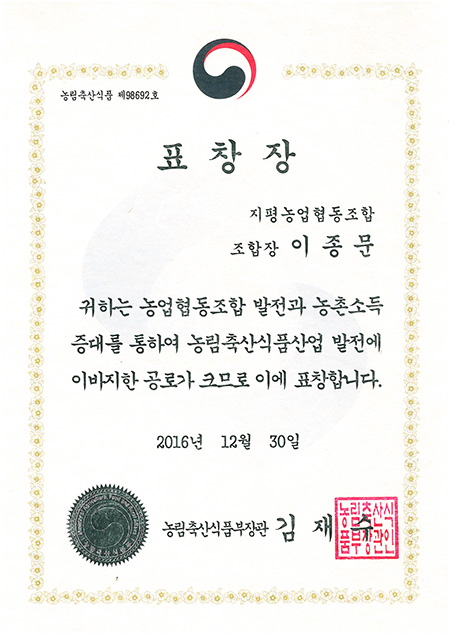 농림축산식품 제98692호
표창장
지평농업협동조합
조합장 이종문
귀하는 농업협동조합 발전과 농촌소득
증대를 통하여 농림축산식품산업 발전에
이바지한 공로가 크므로 이에 표창합니다.
2016년 12월 30일
농림축산식품부장관 김재수
농림축산식
품부장관인